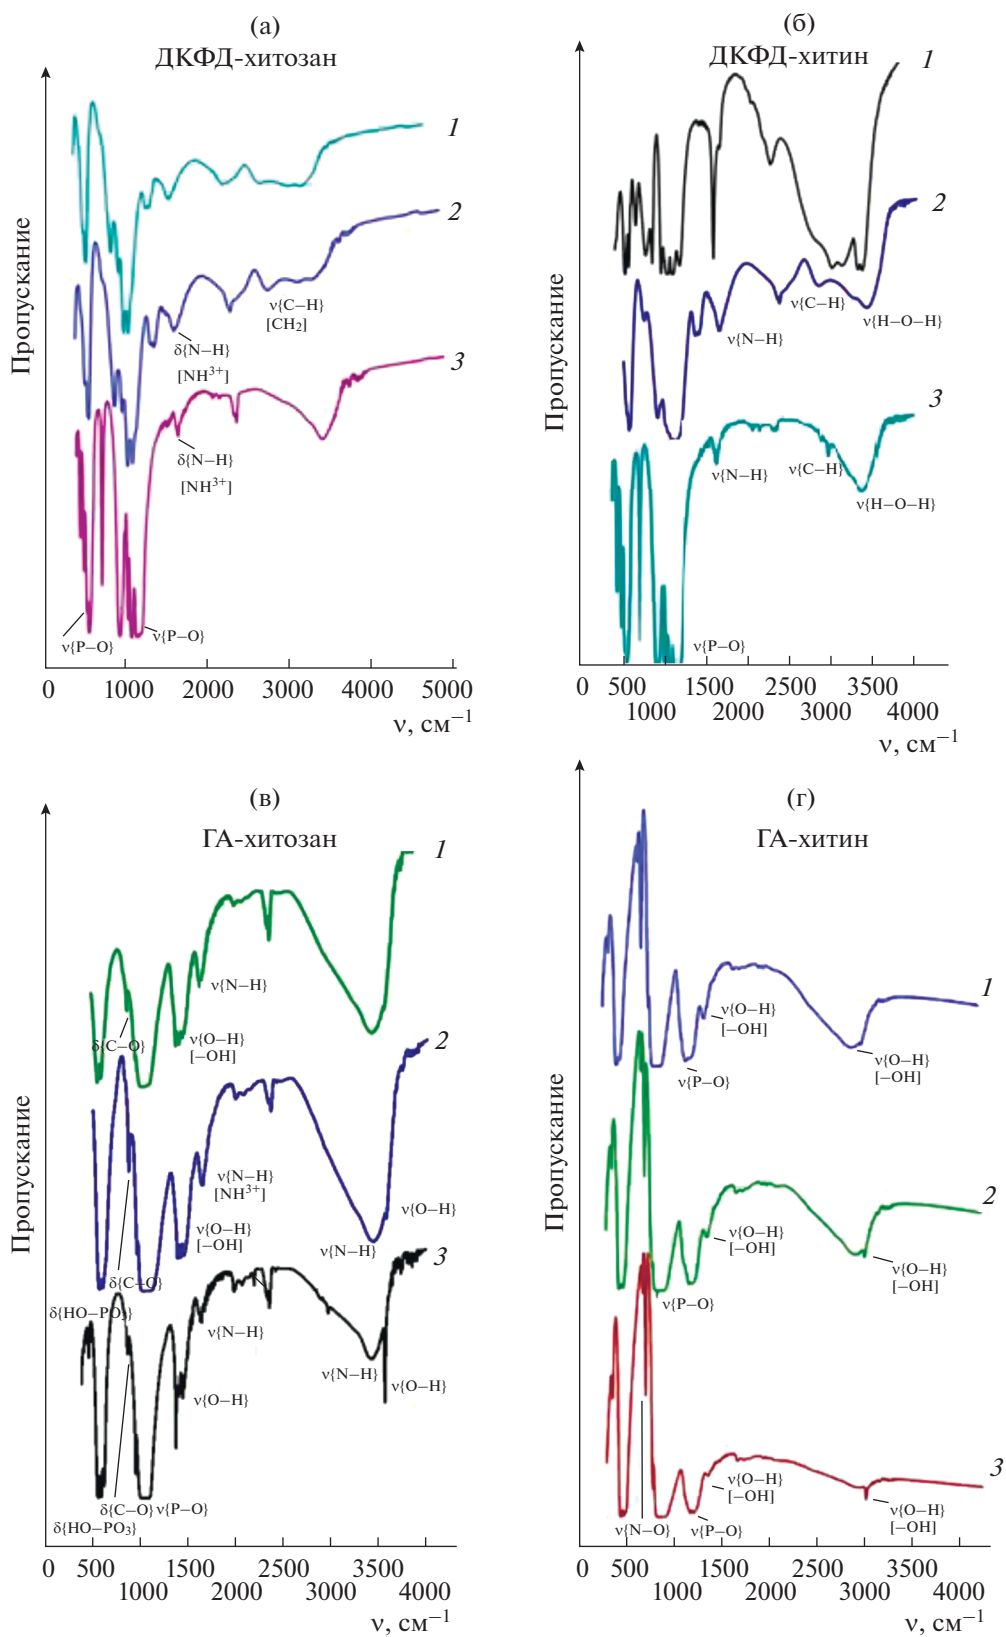 (а)
ДКФД-хитозан
Пропускание
1
2
ν{C–H}
[CH₂]
δ{N–H}
[NH³⁺]
3
δ{N–H}
[NH³⁺]
ν{P–O}
ν{P–O}
0 1000 2000 3000 4000 5000
ν, см⁻¹
(б)
ДКФД-хитин
Пропускание
1
2
ν{C–H}
ν{H–O–H}
ν{N–H}
3
ν{N–H}
ν{C–H}
ν{H–O–H}
ν{P–O}
0 500 1500 2500 3500
1000 2000 3000 4000
ν, см⁻¹
(в)
ГА-хитозан
Пропускание
1
ν{N–H}
δ{C–O}
ν{O–H}
[–OH]
2
ν{N–H}
[NH³⁺]
ν{O–H}
ν{O–H}
[–OH]
ν{N–H}
δ{C–O}
3
δ{HO–PO₃}
ν{N–H}
ν{N–H}
ν{O–H}
ν{O–H}
δ{C–O}
ν{P–O}
δ{HO–PO₃}
0 500 1500 2500 3500
1000 2000 3000 4000
ν, см⁻¹
(г)
ГА-хитин
Пропускание
1
ν{O–H}
[–OH]
ν{O–H}
[–OH]
ν{P–O}
2
ν{O–H}
[–OH]
ν{O–H}
[–OH]
ν{P–O}
3
ν{O–H}
[–OH]
ν{O–H}
[–OH]
ν{N–O}
ν{P–O}
0 500 1500 2500 3500
1000 2000 3000 4000
ν, см⁻¹